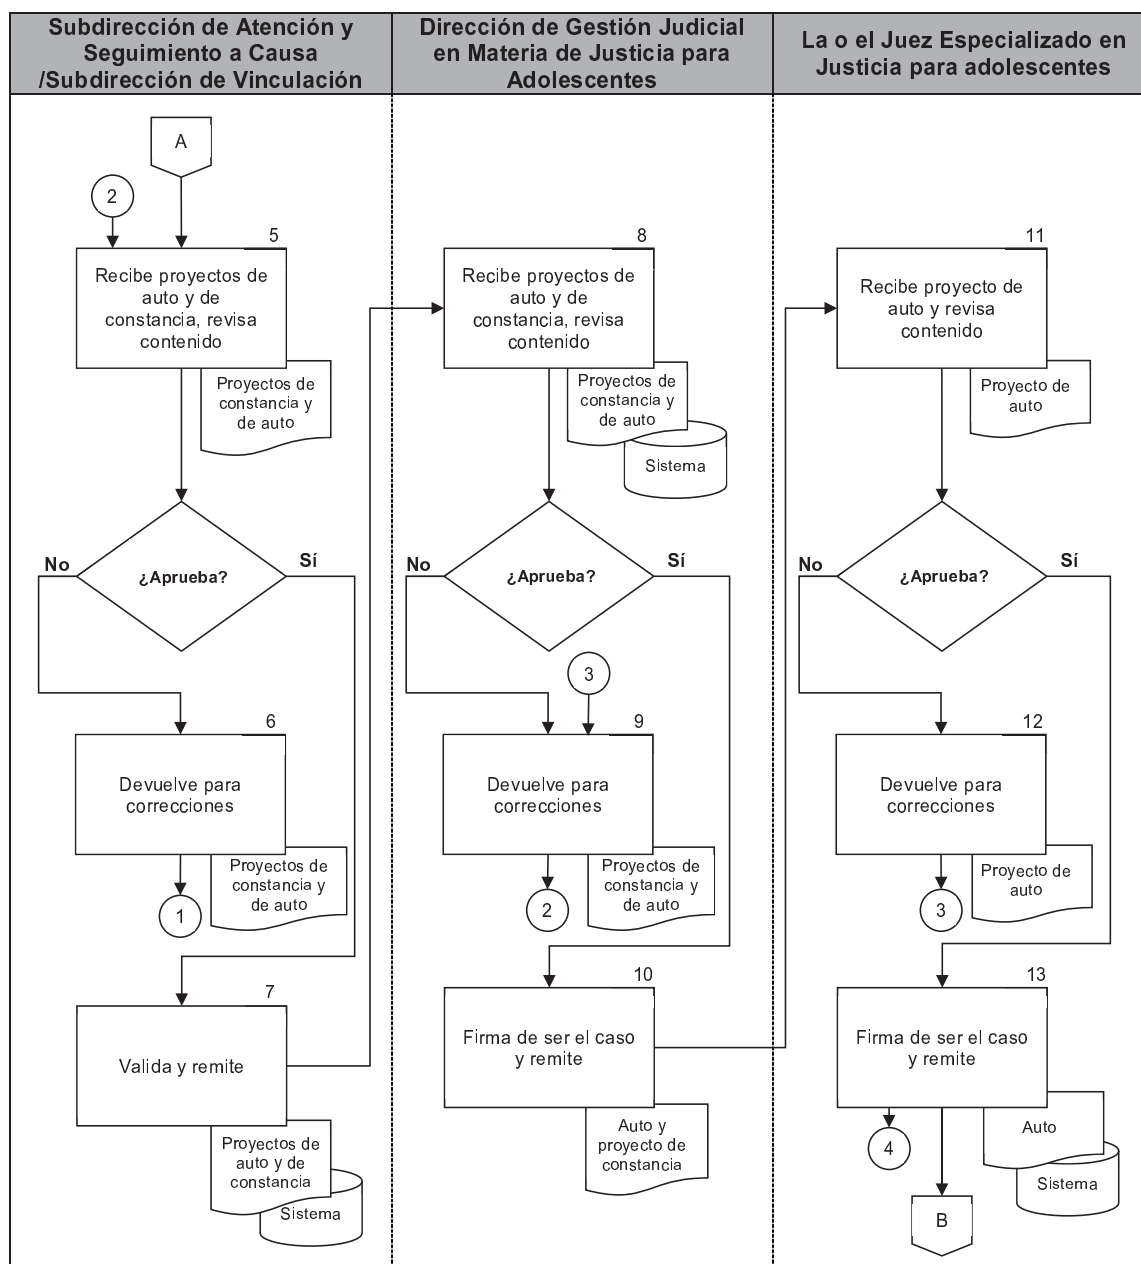 Subdirección de Atención y
Seguimiento a Causa
/Subdirección de Vinculación
Dirección de Gestión Judicial
en Materia de Justicia para
Adolescentes
La o el Juez Especializado en
Justicia para adolescentes
A
2
5
Recibe proyectos de
auto y de
constancia, revisa
contenido
Proyectos de
constancia y
de auto
¿Aprueba?
No
Sí
6
Devuelve para
correcciones
Proyectos de
constancia y
de auto
1
7
Valida y remite
Proyectos de
auto y de
constancia
Sistema
8
Recibe proyectos de
auto y de
constancia, revisa
contenido
Proyectos de
constancia y
de auto
Sistema
¿Aprueba?
No
Sí
3
9
Devuelve para
correcciones
Proyectos de
constancia y
de auto
2
10
Firma de ser el caso
y remite
Auto y
proyecto de
constancia
11
Recibe proyecto de
auto y revisa
contenido
Proyecto de
auto
¿Aprueba?
No
Sí
12
Devuelve para
correcciones
Proyecto de
auto
3
13
Firma de ser el caso
y remite
Auto
Sistema
4
B